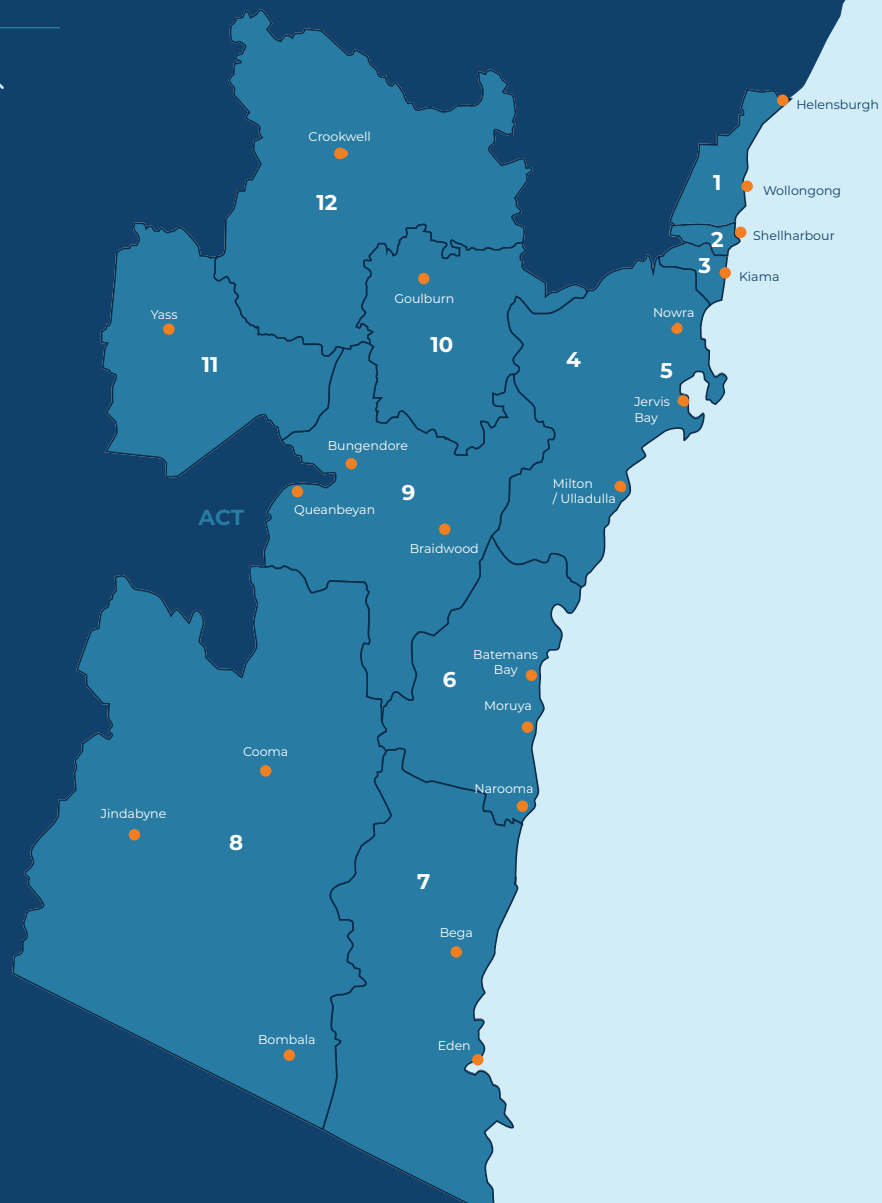 Helensburgh
Crookwell
1
Wollongong
12
Shellharbour
2
3
Kiama
Goulburn
Nowra
Yass
10
4
11
5
Jervis
Bay
Bungendore
Milton
/ Ulladulla
9
Queanbeyan
ACT
Braidwood
Batemans
Bay
6
Moruya
Cooma
Narooma
Jindabyne
8
7
Bega
Bombala
Eden